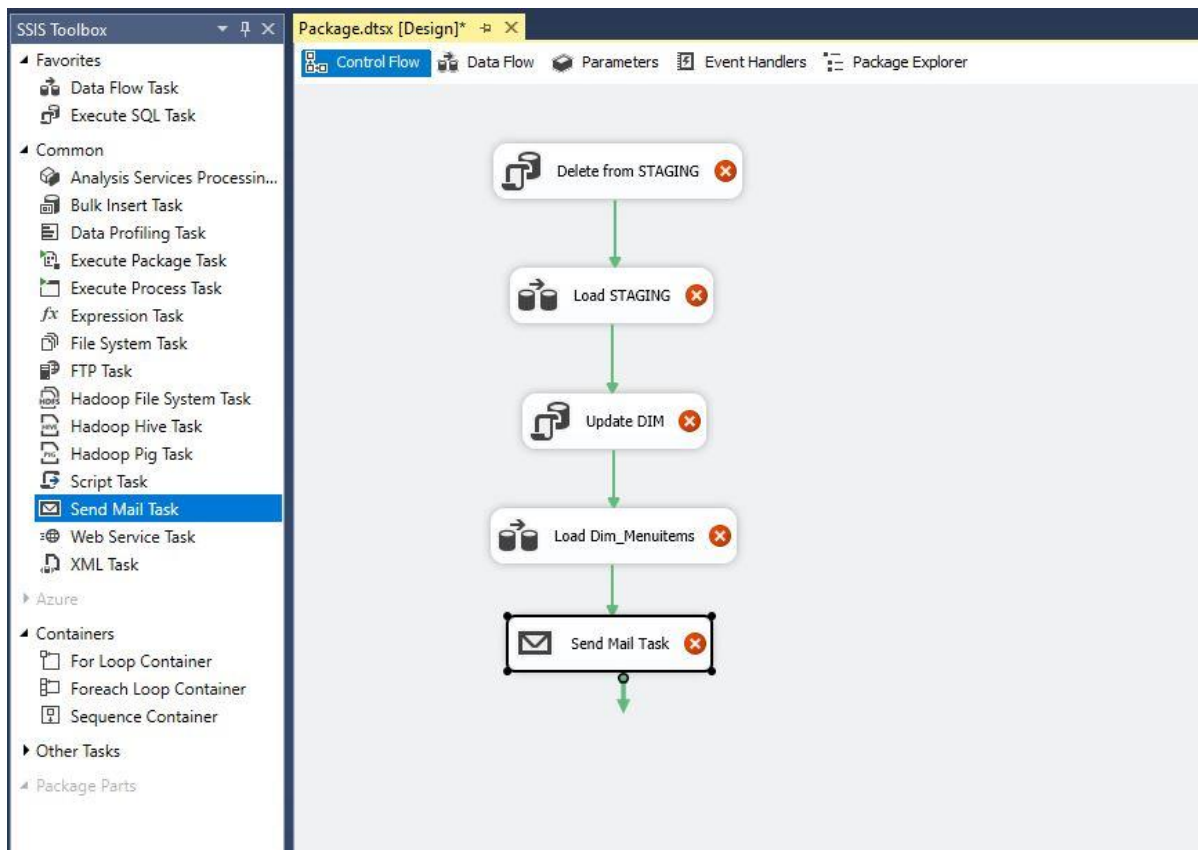 SSIS Toolbox
Favorites
Data Flow Task
Execute SQL Task
Common
Analysis Services Processin...
Bulk Insert Task
Data Profiling Task
Execute Package Task
Execute Process Task
fx Expression Task
File System Task
FTP Task
Hadoop File System Task
Hadoop Hive Task
Hadoop Pig Task
Script Task
Send Mail Task
Web Service Task
XML Task
Azure
Containers
For Loop Container
Foreach Loop Container
Sequence Container
Other Tasks
Package Parts
Package.dtsx [Design]*
Control Flow Data Flow Parameters Event Handlers Package Explorer
Delete from STAGING
Load STAGING
Update DIM
Load Dim_Menuitems
Send Mail Task